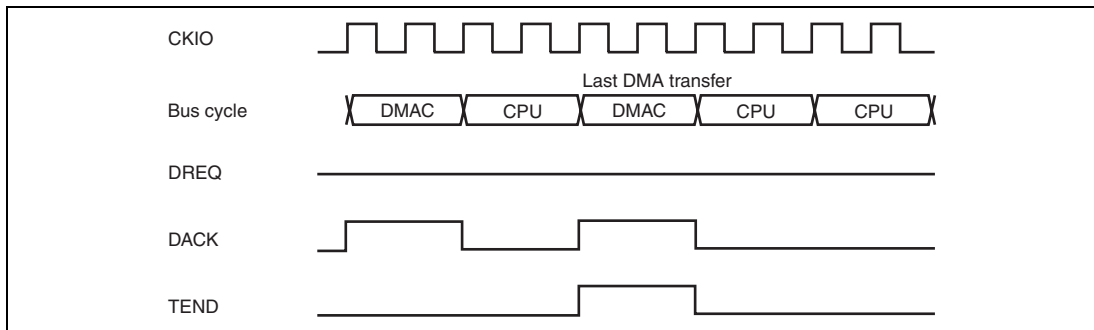 CKIO
Last DMA transfer
Bus cycle DMAC CPU DMAC CPU CPU
DREQ
DACK
TEND